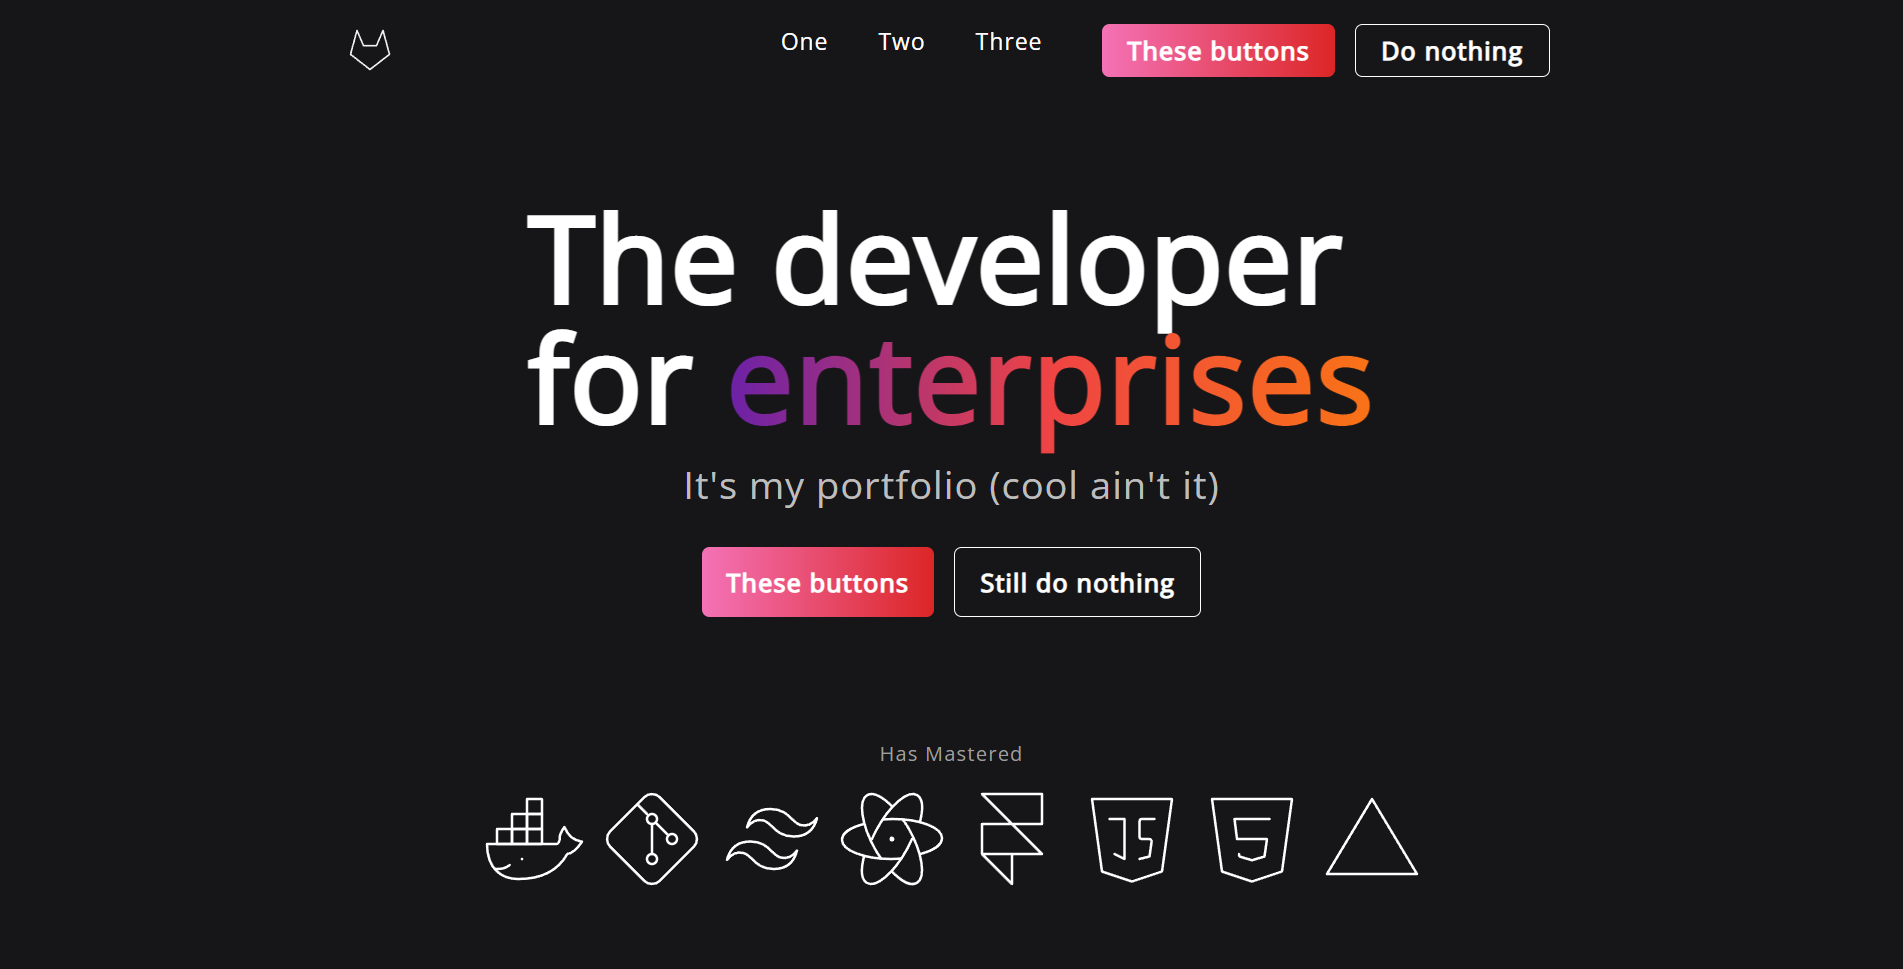 One Two Three These buttons Do nothing
The developer
for enterprises
It's my portfolio (cool ain't it)
These buttons Still do nothing
Has Mastered
JS 5